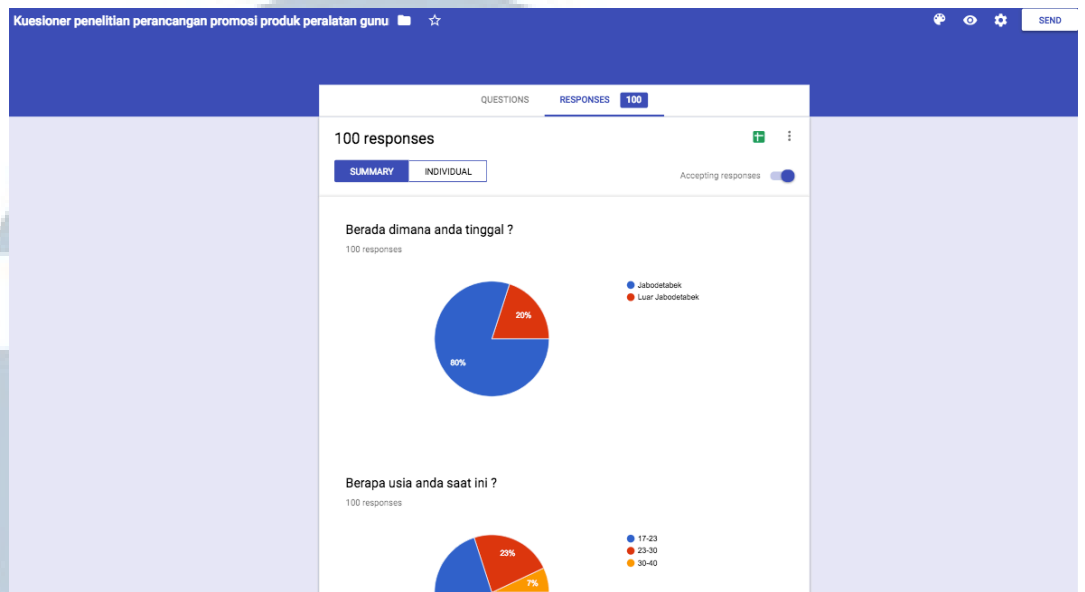 Kuesioner penelitian perancangan promosi produk peralatan gunu
SEND
QUESTIONS
RESPONSES 100
100 responses
SUMMARY
INDIVIDUAL
Accepting responses
Berada dimana anda tinggal ?
100 responses
Jabodetabek
Luar Jabodetabek
20%
80%
Berapa usia anda saat ini ?
100 responses
17-23
23-30
30-40
23%
7%